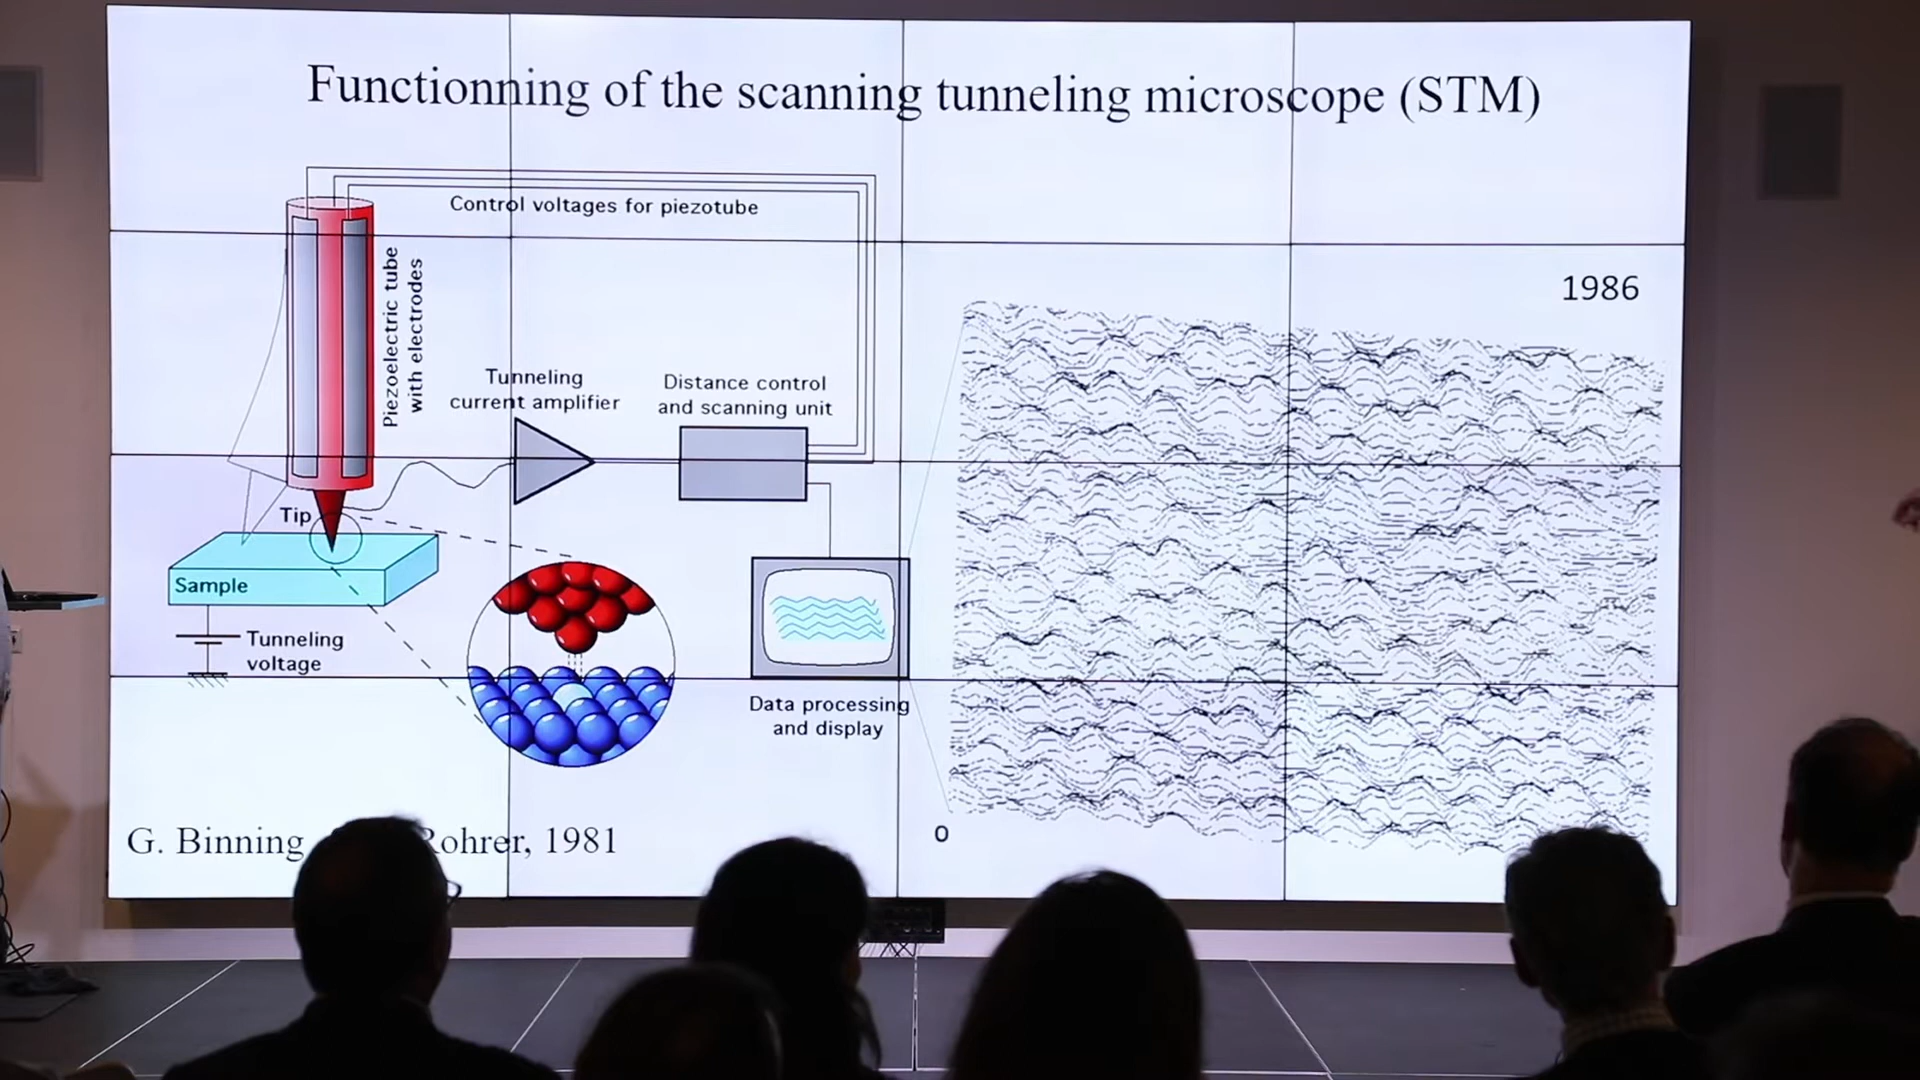 Functionning of the scanning tunneling microscope (STM)
Control voltages for piezotube
Piezoelectric tube
with electrodes
1986
Tunneling
current amplifier
Distance control
and scanning unit
Tip
Sample
Tunneling
voltage
Data processing
and display
G. Binning Rohrer, 1981
0